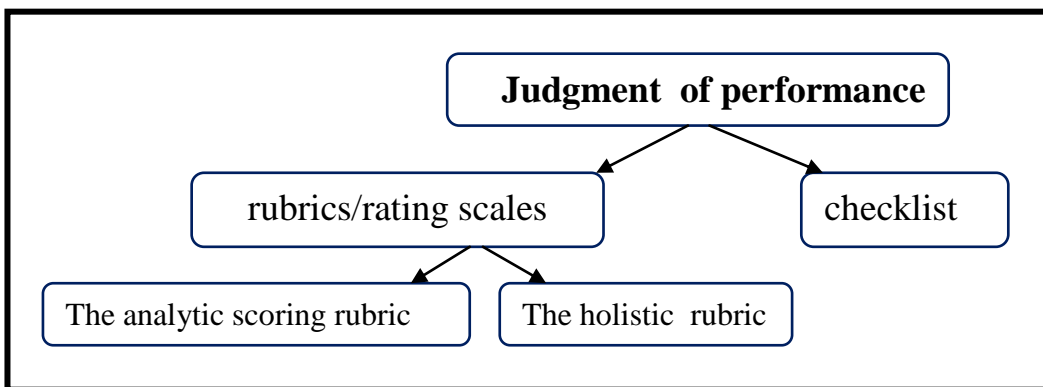 Judgment of performance
rubrics/rating scales
checklist
The analytic scoring rubric
The holistic rubric